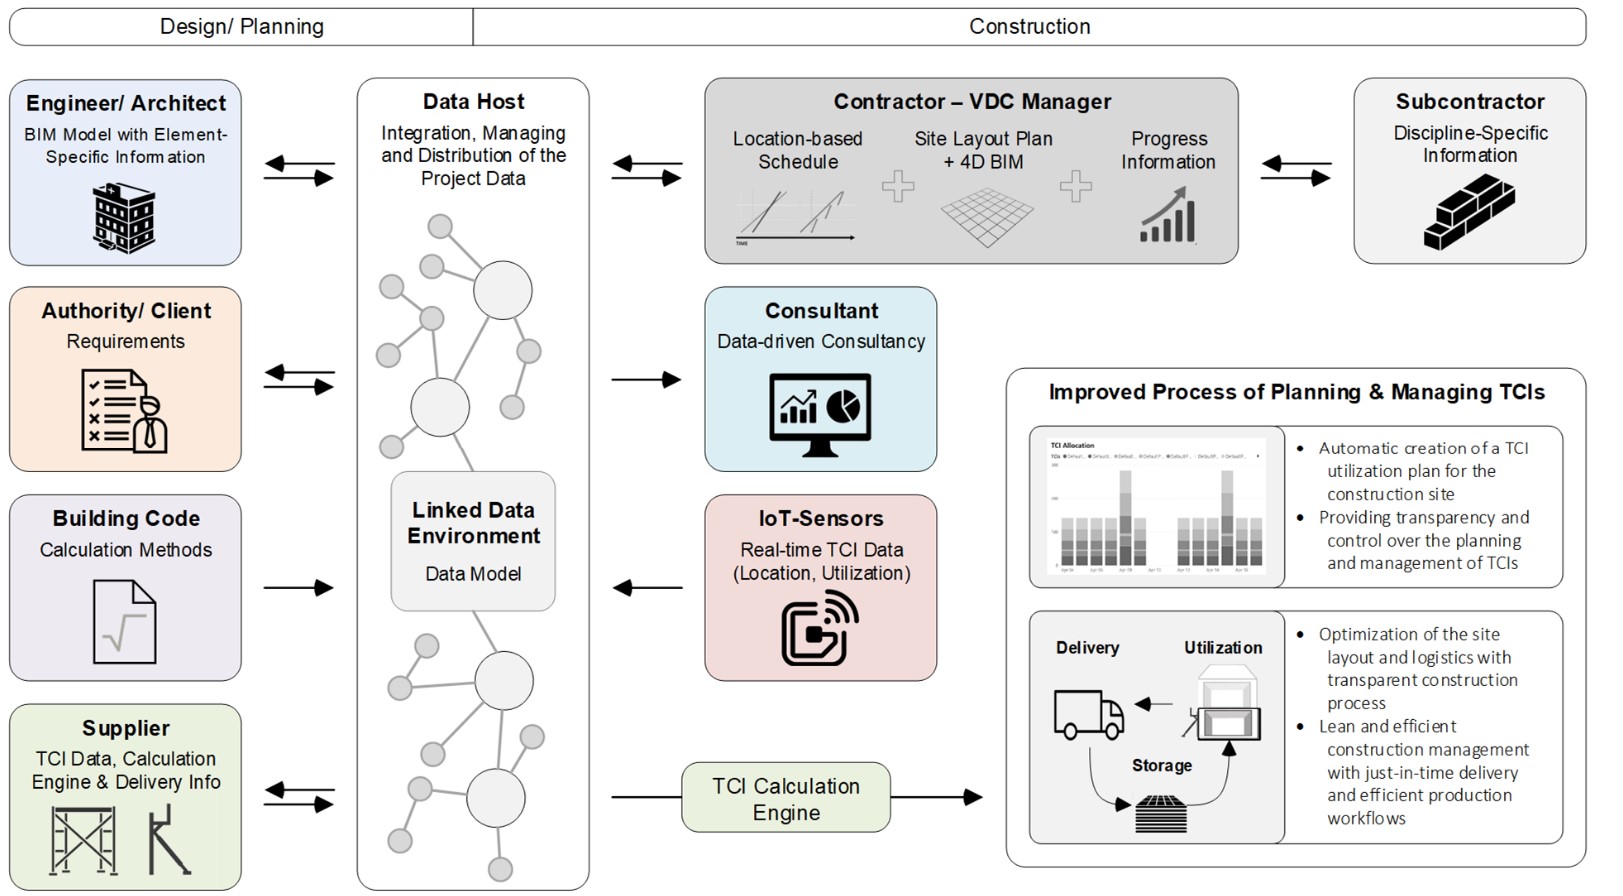 Design/ Planning
Construction
Engineer/ Architect
BIM Model with Element-
Specific Information
Data Host
Integration, Managing
and Distribution of the
Project Data
Contractor – VDC Manager
Location-based
Schedule
TIME
Site Layout Plan
+ 4D BIM
Progress
Information
Subcontractor
Discipline-Specific
Information
Authority/ Client
Requirements
Consultant
Data-driven Consultancy
Building Code
Calculation Methods
Linked Data
Environment
Data Model
IoT-Sensors
Real-time TCI Data
(Location, Utilization)
Supplier
TCI Data, Calculation
Engine & Delivery Info
TCI Calculation
Engine
Improved Process of Planning & Managing TCIs
TCI Allocation
TCIs
• Automatic creation of a TCI
utilization plan for the
construction site
• Providing transparency and
control over the planning
and management of TCIs
Delivery
Utilization
Storage
• Optimization of the site
layout and logistics with
transparent construction
process
• Lean and efficient
construction management
with just-in-time delivery
and efficient production
workflows